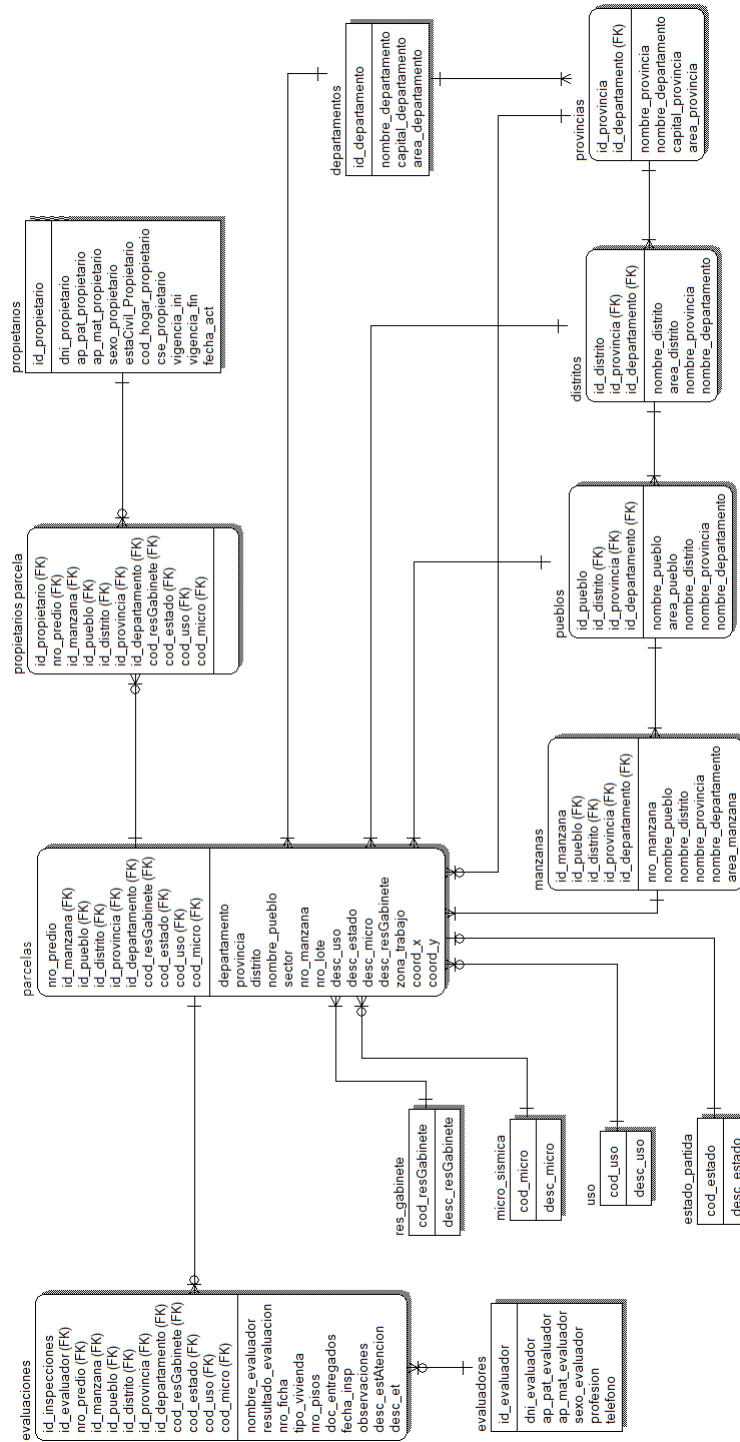 evaluaciones
id_inspecciones
id_evaluador (FK)
nro_predio (FK)
id_manzana (FK)
id_pueblo (FK)
id_distrito (FK)
id_provincia (FK)
id_departamento (FK)
cod_resGabinete (FK)
cod_estado (FK)
cod_uso (FK)
cod_micro (FK)
nombre_evaluador
resultado_evaluacion
nro_ficha
tipo_vivienda
nro_pisos
doc_entregados
fecha_insp
observaciones
desc_estAtencion
desc_et
evaluadores
id_evaluador
dni_evaluador
ap_pat_evaluador
ap_mat_evaluador
sexo_evaluador
profesion
telefono
parcelas
nro_predio
id_manzana (FK)
id_pueblo (FK)
id_distrito (FK)
id_provincia (FK)
id_departamento (FK)
cod_resGabinete (FK)
cod_estado (FK)
cod_uso (FK)
cod_micro (FK)
departamento
provincia
distrito
nombre_pueblo
sector
nro_manzana
nro_lote
desc_uso
desc_estado
desc_micro
desc_resGabinete
zona_trabajo
coord_x
coord_y
res_gabinete
cod_resGabinete
desc_resGabinete
micro_sismica
cod_micro
desc_micro
uso
cod_uso
desc_uso
estado_partida
cod_estado
desc_estado
propietarios parcela
id_propietario (FK)
nro_predio (FK)
id_manzana (FK)
id_pueblo (FK)
id_distrito (FK)
id_provincia (FK)
id_departamento (FK)
cod_resGabinete (FK)
cod_estado (FK)
cod_uso (FK)
cod_micro (FK)
propietarios
id_propietario
dni_propietario
ap_pat_propietario
ap_mat_propietario
sexo_propietario
estaCivil_Propietario
cod_hogar_propietario
cse_propietario
vigencia_ini
vigencia_fin
fecha_act
departamentos
id_departamento
nombre_departamento
capital_departamento
area_departamento
manzanas
id_manzana
id_pueblo (FK)
id_distrito (FK)
id_provincia (FK)
id_departamento (FK)
nro_manzana
nombre_pueblo
nombre_distrito
nombre_provincia
nombre_departamento
area_manzana
pueblos
id_pueblo
id_distrito (FK)
id_provincia (FK)
id_departamento (FK)
nombre_pueblo
area_pueblo
nombre_distrito
nombre_provincia
nombre_departamento
distritos
id_distrito
id_provincia (FK)
id_departamento (FK)
nombre_distrito
area_distrito
nombre_provincia
nombre_departamento
provincias
id_provincia
id_departamento (FK)
nombre_provincia
nombre_departamento
capital_provincia
area_provincia